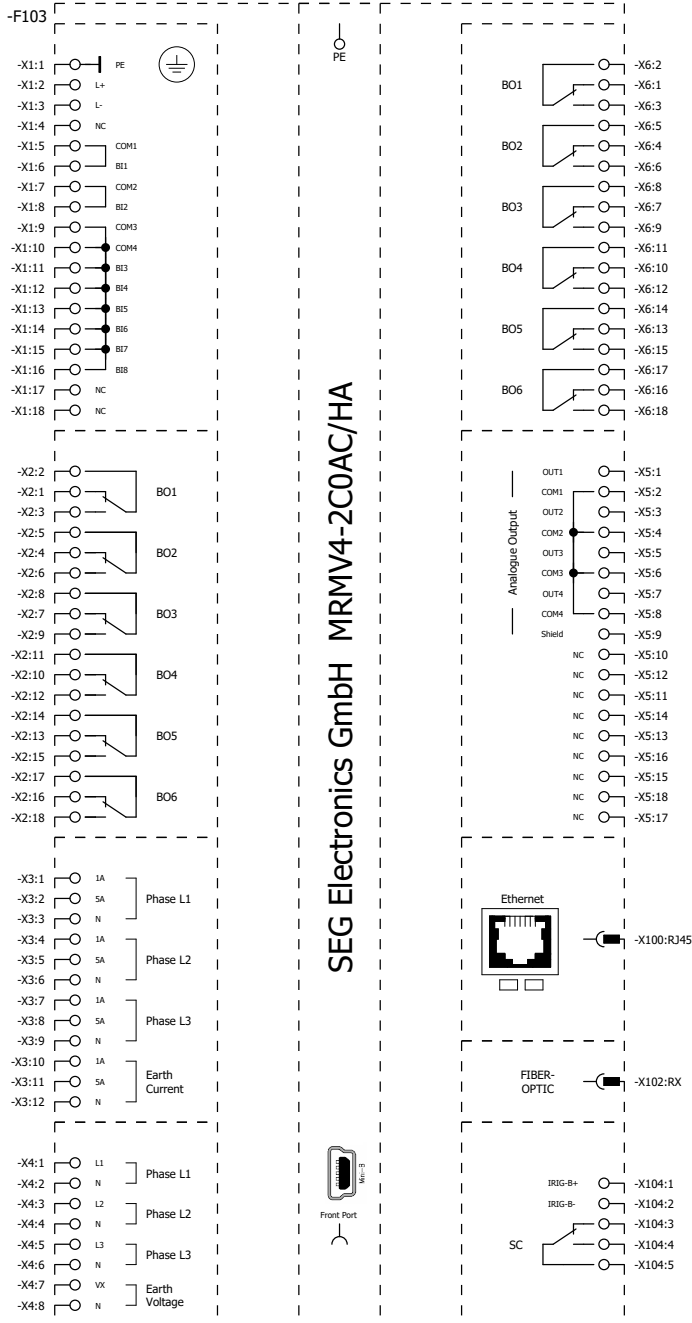 -F103
PE
-X1:1 PE
-X1:2 L+
-X1:3 L-
-X1:4 NC
-X1:5 COM1
-X1:6 BI1
-X1:7 COM2
-X1:8 BI2
-X1:9 COM3
-X1:10 COM4
-X1:11 BI3
-X1:12 BI4
-X1:13 BI5
-X1:14 BI6
-X1:15 BI7
-X1:16 BI8
-X1:17 NC
-X1:18 NC
-X2:2
-X2:1 BO1
-X2:3
-X2:5
-X2:4 BO2
-X2:6
-X2:8
-X2:7 BO3
-X2:9
-X2:11
-X2:10 BO4
-X2:12
-X2:14
-X2:13 BO5
-X2:15
-X2:17
-X2:16 BO6
-X2:18
-X3:1 1A
-X3:2 5A Phase L1
-X3:3 N
-X3:4 1A
-X3:5 5A Phase L2
-X3:6 N
-X3:7 1A
-X3:8 5A Phase L3
-X3:9 N
-X3:10 1A
Earth
-X3:11 5A
Current
-X3:12 N
-X4:1 L1
Phase L1
-X4:2 N
-X4:3 L2
Phase L2
-X4:4 N
-X4:5 L3
Phase L3
-X4:6 N
-X4:7 VX
Earth
Voltage
-X4:8 N
SEG Electronics GmbH MRMV4-2C0AC/HA
Mini-B
Front Port
-X6:2
BO1 -X6:1
-X6:3
-X6:5
BO2 -X6:4
-X6:6
-X6:8
BO3 -X6:7
-X6:9
-X6:11
BO4 -X6:10
-X6:12
-X6:14
BO5 -X6:13
-X6:15
-X6:17
BO6 -X6:16
-X6:18
Analogue Output
OUT1 -X5:1
COM1 -X5:2
OUT2 -X5:3
COM2 -X5:4
OUT3 -X5:5
COM3 -X5:6
OUT4 -X5:7
COM4 -X5:8
Shield -X5:9
NC -X5:10
NC -X5:12
NC -X5:11
NC -X5:14
NC -X5:13
NC -X5:16
NC -X5:15
NC -X5:18
NC -X5:17
Ethernet
-X100:RJ45
FIBER-
OPTIC
-X102:RX
IRIG-B+ -X104:1
IRIG-B- -X104:2
-X104:3
SC -X104:4
-X104:5